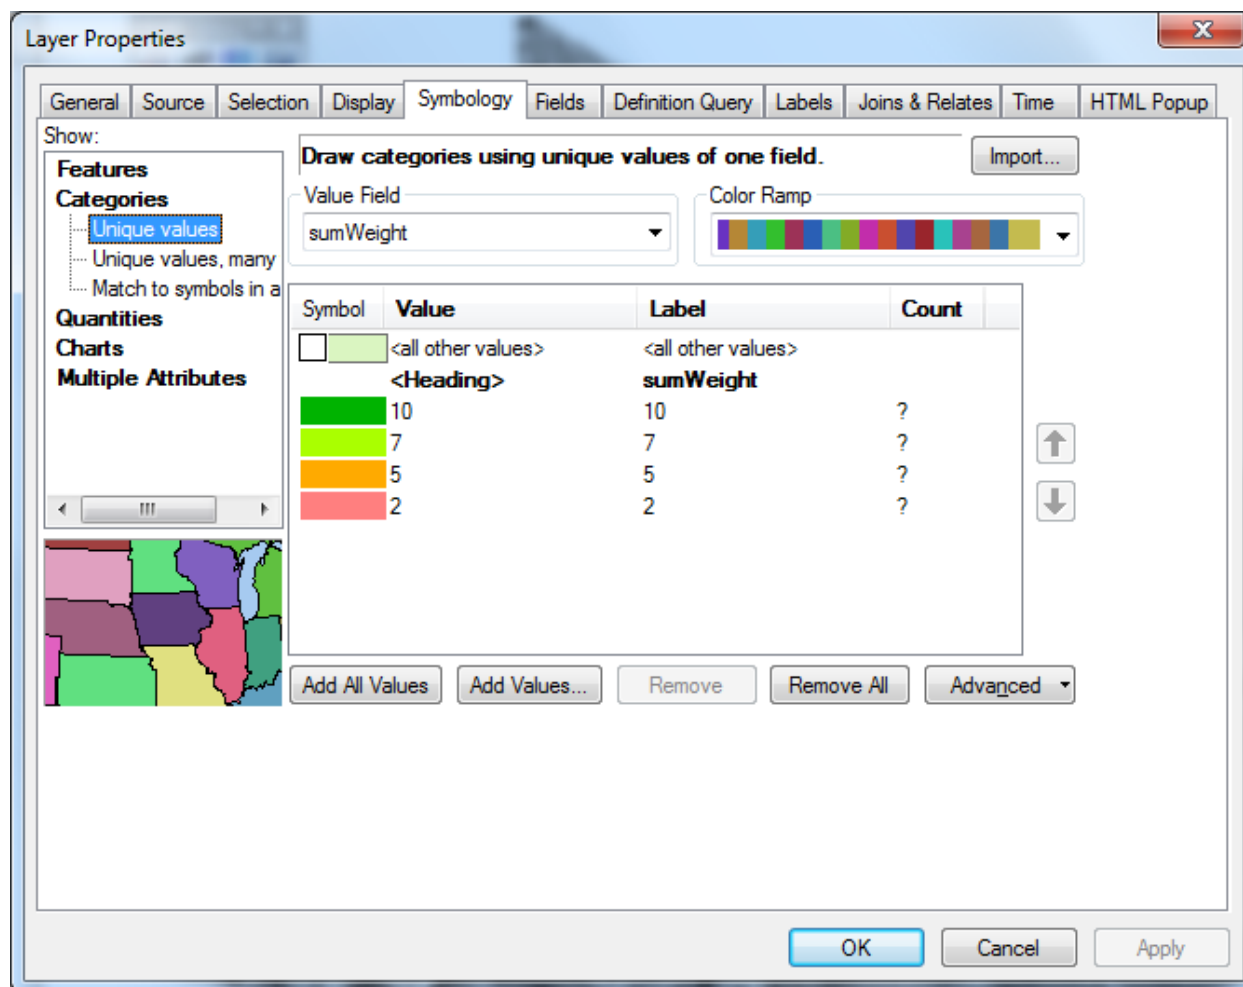 Layer Properties
General Source Selection Display Symbology Fields Definition Query Labels Joins & Relates Time HTML Popup
Show:
Features
Categories
Unique values
Unique values, many
Match to symbols in a
Quantities
Charts
Multiple Attributes
Draw categories using unique values of one field.
Import...
Value Field
sumWeight
Color Ramp
Symbol Value Label Count
<all other values> <all other values>
<Heading> sumWeight
10 10 ?
7 7 ?
5 5 ?
2 2 ?
Add All Values Add Values... Remove Remove All Advanced
OK Cancel Apply